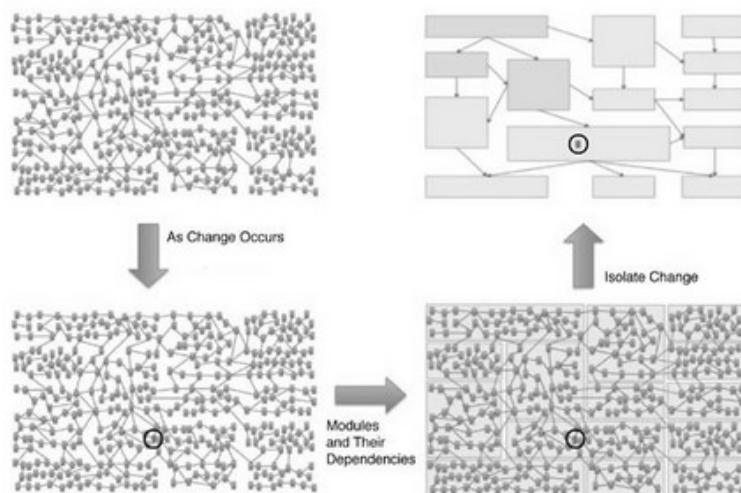 As Change Occurs
Isolate Change
Modules
and Their
Dependencies